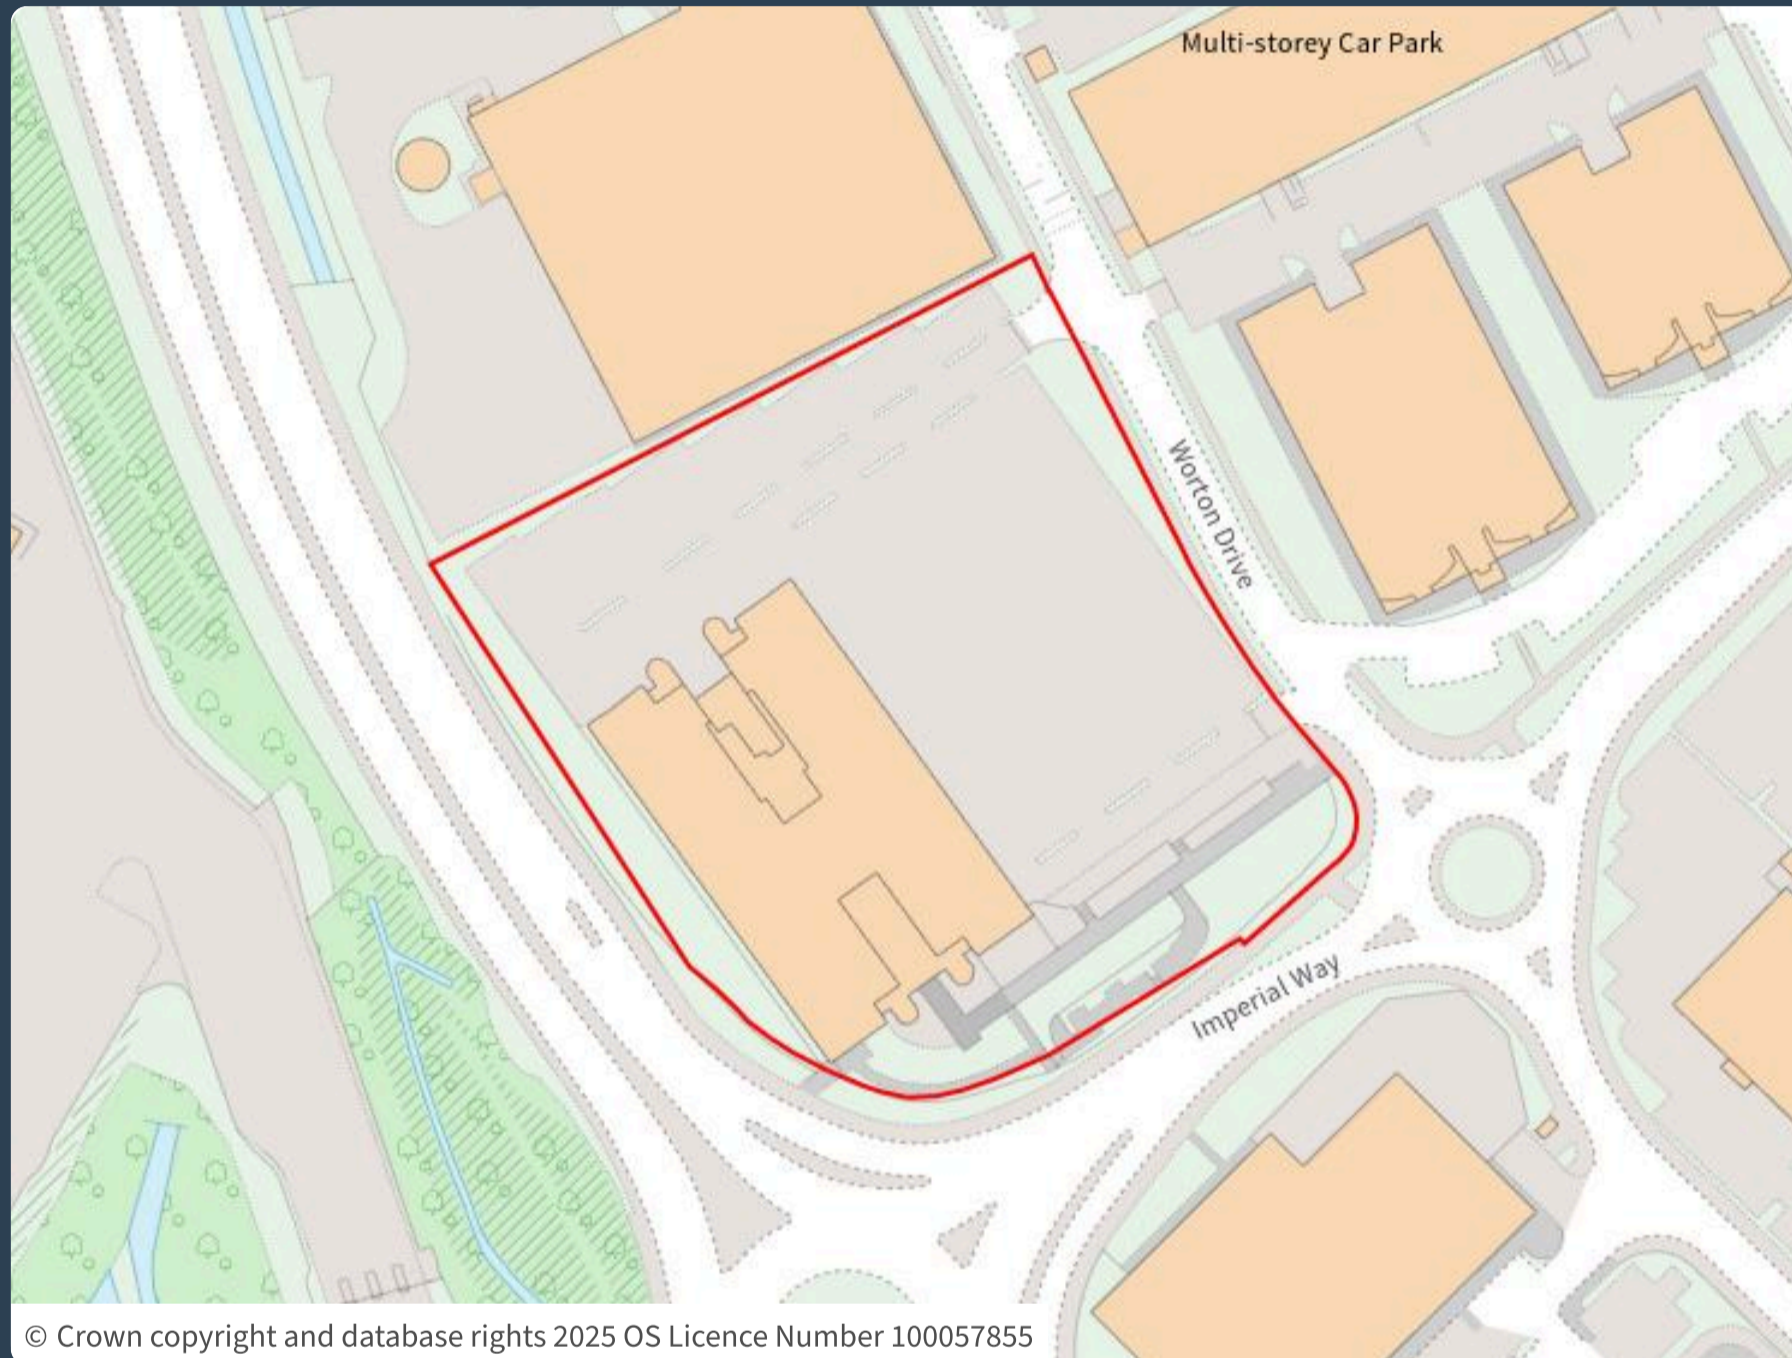 Multi-storey Car Park
Worton Drive
Imperial Way
© Crown copyright and database rights 2025 OS Licence Number 100057855